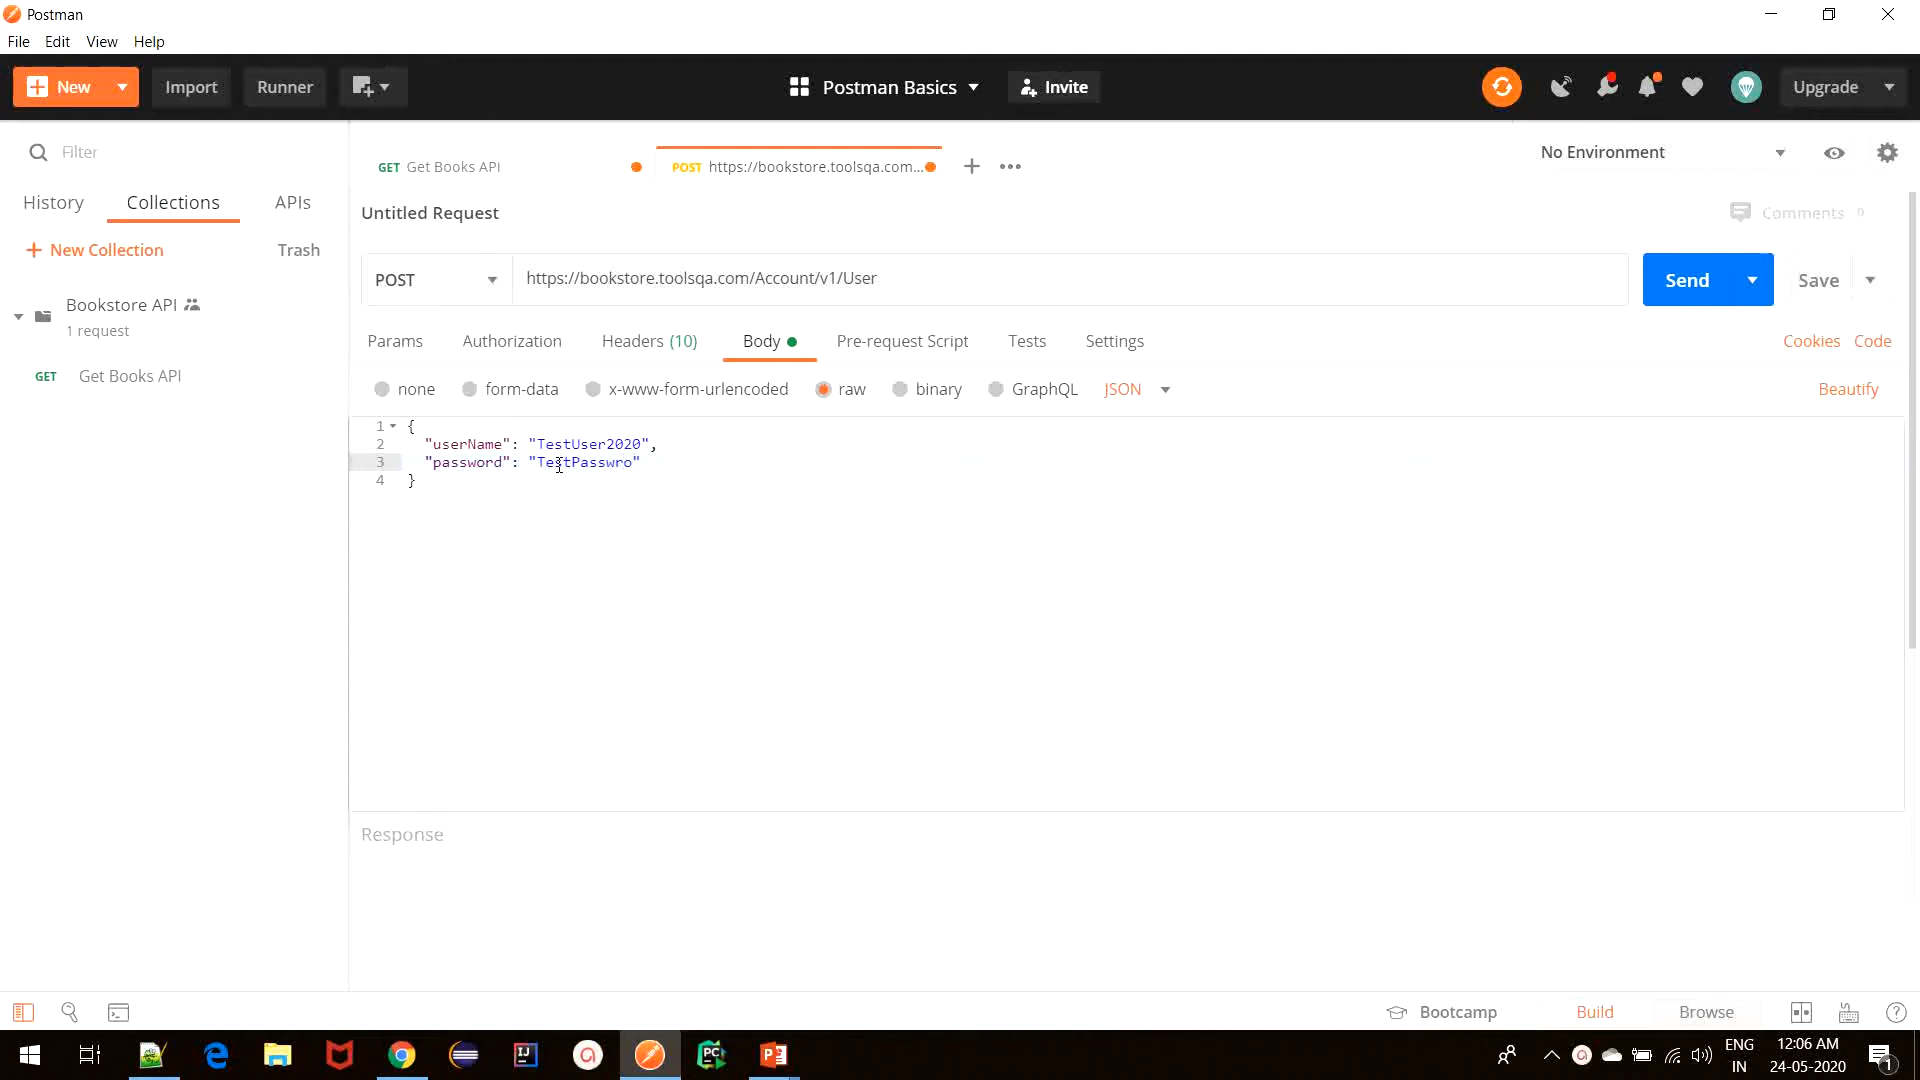 Postman
File Edit View Help
New Import Runner Postman Basics Invite Upgrade
Filter
GET Get Books API POST https://bookstore.toolsqa.com... No Environment
History Collections APIs
Untitled Request Comments 0
New Collection Trash
POST https://bookstore.toolsqa.com/Account/v1/User Send Save
Bookstore API
1 request
Params Authorization Headers (10) Body Pre-request Script Tests Settings Cookies Code
GET Get Books API
none form-data x-www-form-urlencoded raw binary GraphQL JSON Beautify
1 {
2 "userName": "TestUser2020",
3 "password": "TestPasswro"
4 }
Response
Bootcamp Build Browse
ENG 12:06 AM
IN 24-05-2020 1